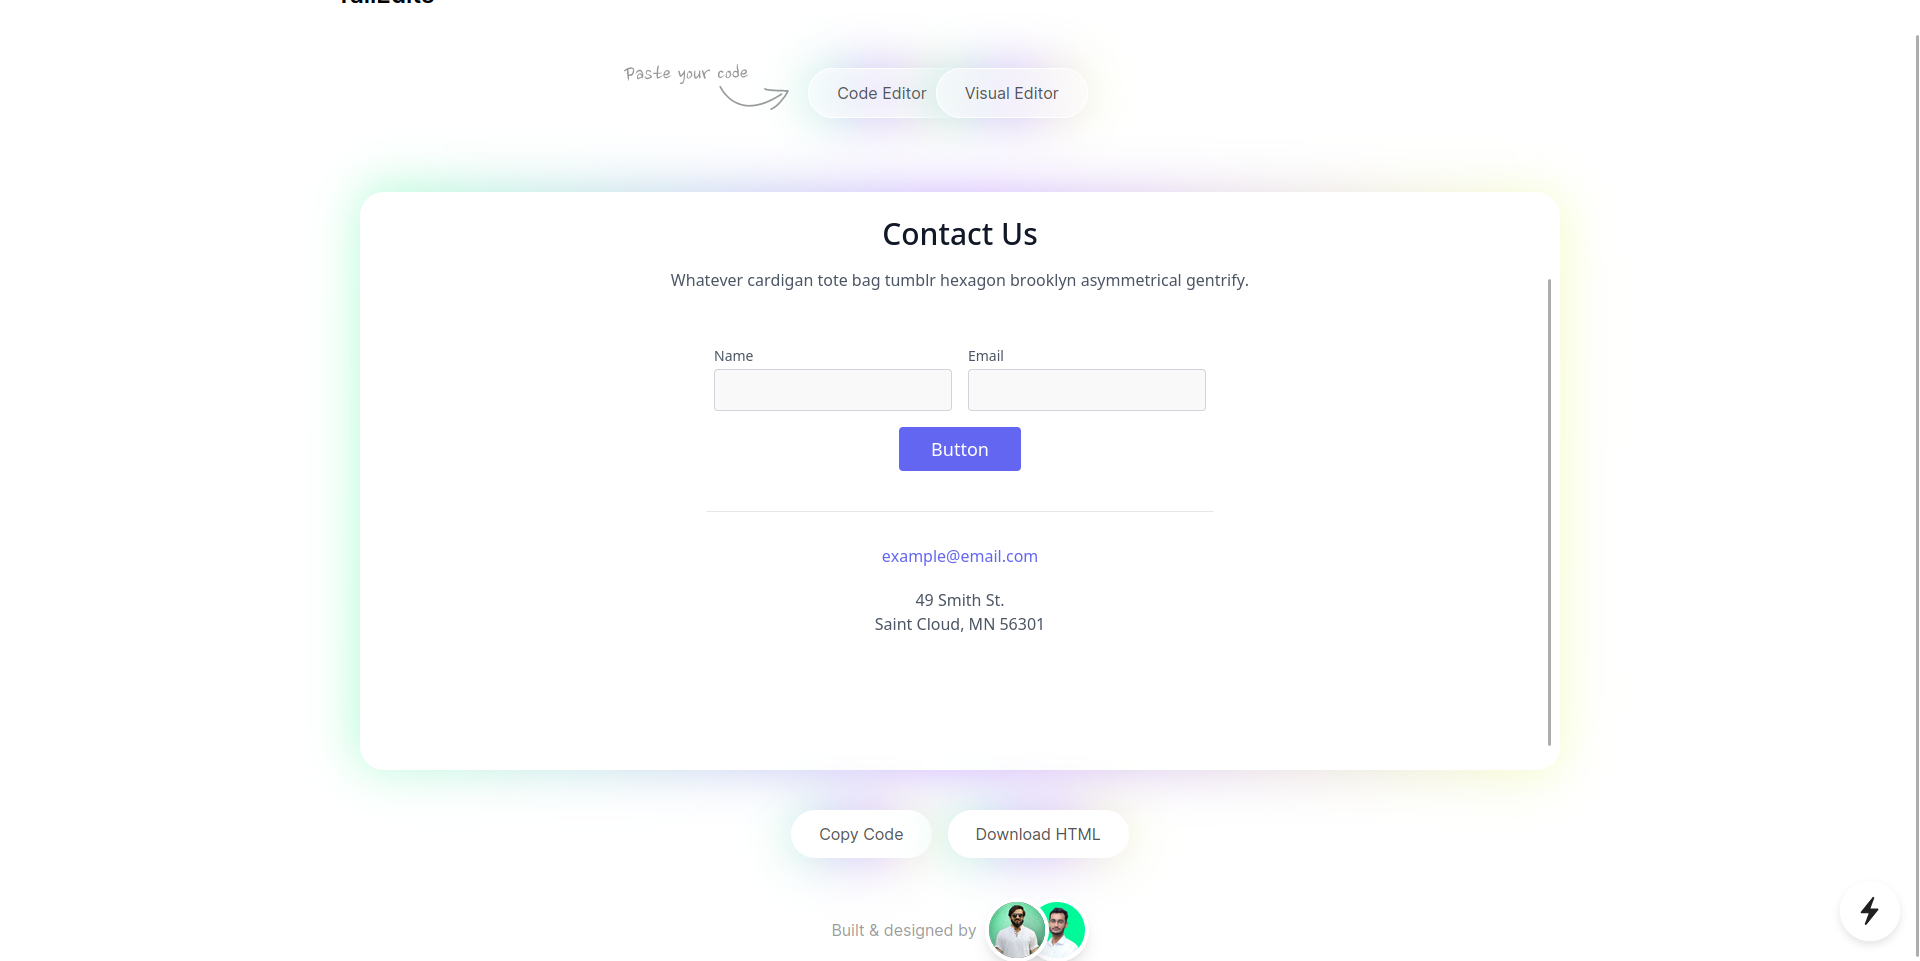 Paste your code
Code Editor
Visual Editor
Contact Us
Whatever cardigan tote bag tumblr hexagon brooklyn asymmetrical gentrify.
Name
Email
Button
example@email.com
49 Smith St.
Saint Cloud, MN 56301
Copy Code
Download HTML
Built & designed by